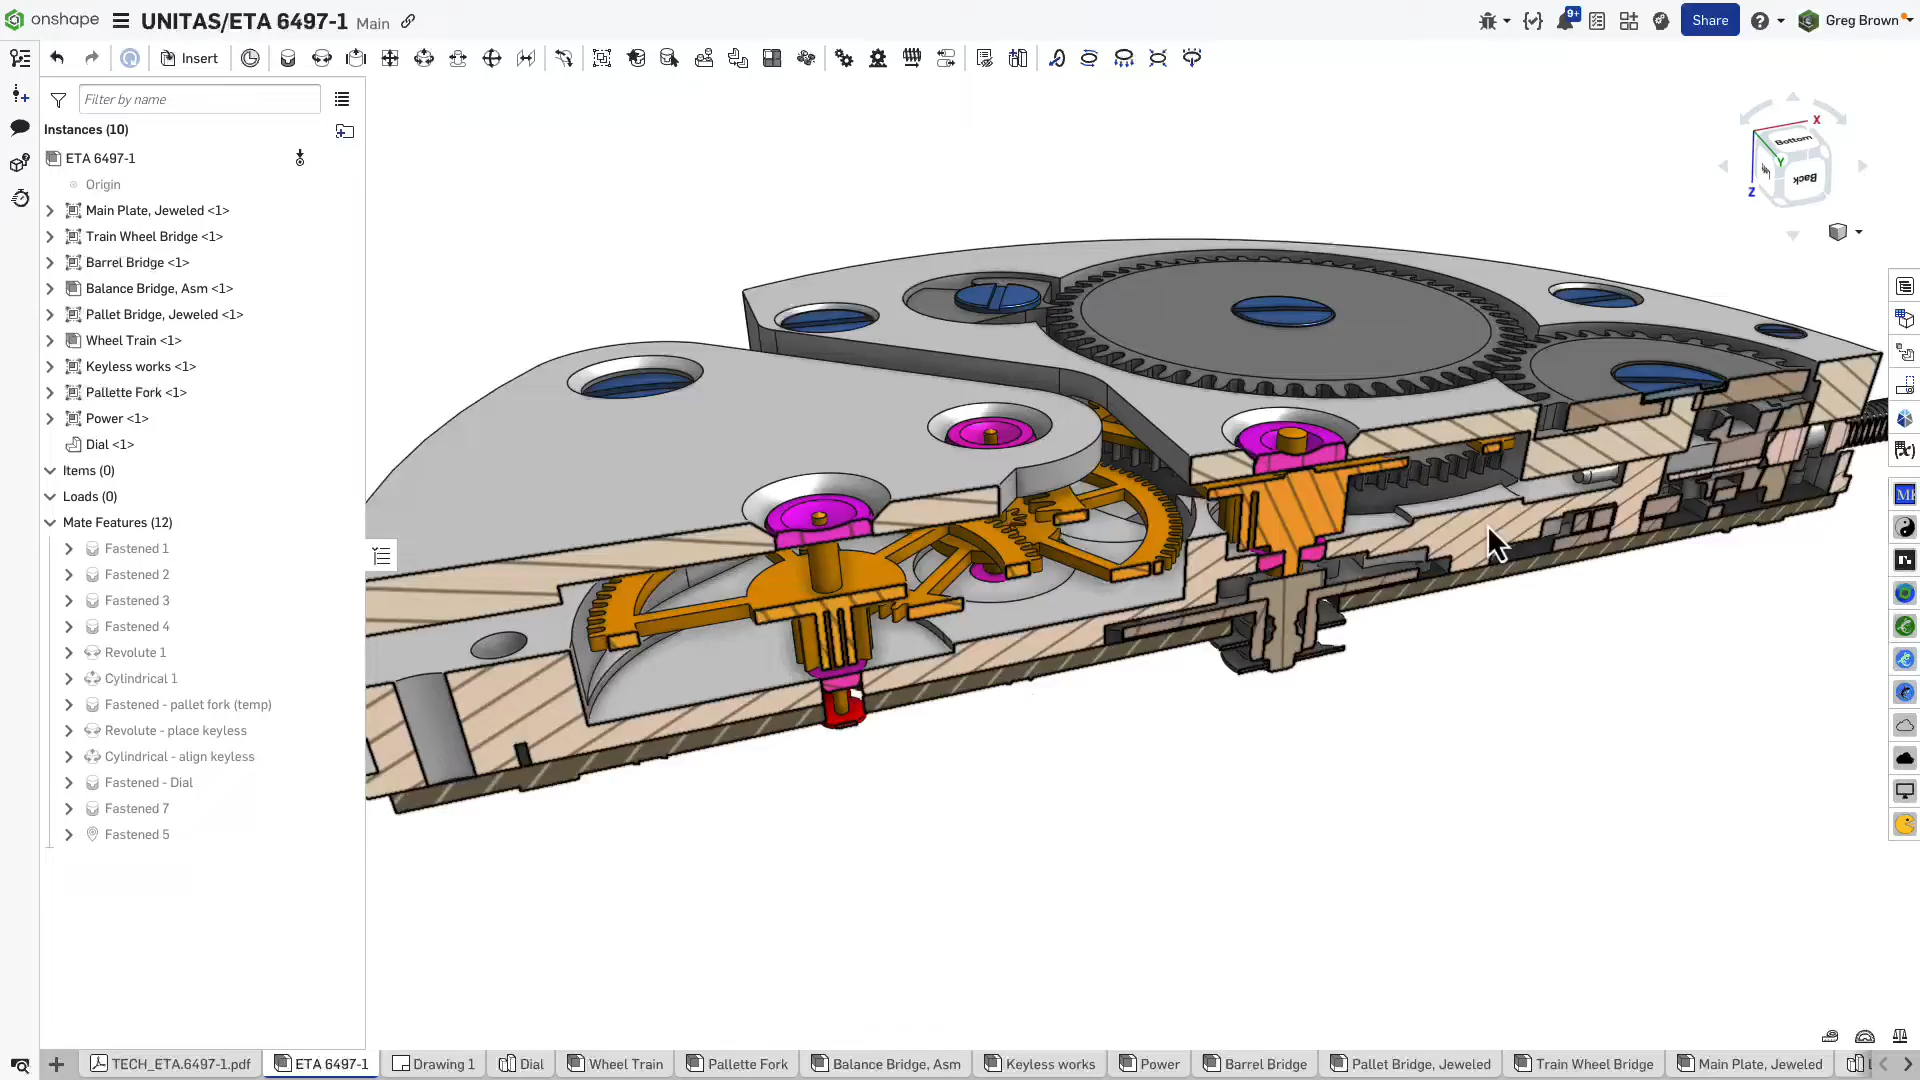 onshape
UNITAS/ETA 6497-1 Main
9+
Share
Greg Brown
Insert
Filter by name
Instances (10)
ETA 6497-1
Origin
Main Plate, Jeweled <1>
Train Wheel Bridge <1>
Barrel Bridge <1>
Balance Bridge, Asm <1>
Pallet Bridge, Jeweled <1>
Wheel Train <1>
Keyless works <1>
Pallette Fork <1>
Power <1>
Dial <1>
Items (0)
Loads (0)
Mate Features (12)
Fastened 1
Fastened 2
Fastened 3
Fastened 4
Revolute 1
Cylindrical 1
Fastened - pallet fork (temp)
Revolute - place keyless
Cylindrical - align keyless
Fastened - Dial
Fastened 7
Fastened 5
X
Bottom
Y
Back
Z
TECH_ETA.6497-1.pdf
ETA 6497-1
Drawing 1
Dial
Wheel Train
Pallette Fork
Balance Bridge, Asm
Keyless works
Power
Barrel Bridge
Pallet Bridge, Jeweled
Train Wheel Bridge
Main Plate, Jeweled